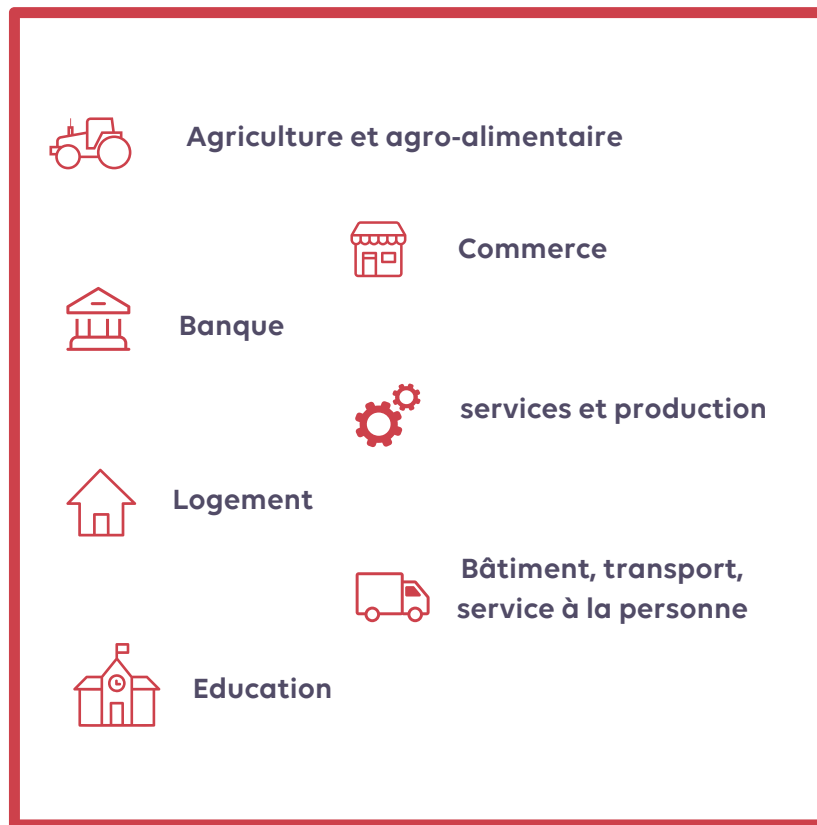 Agriculture et agro-alimentaire
Commerce
Banque
services et production
Logement
Bâtiment, transport,
service à la personne
Education